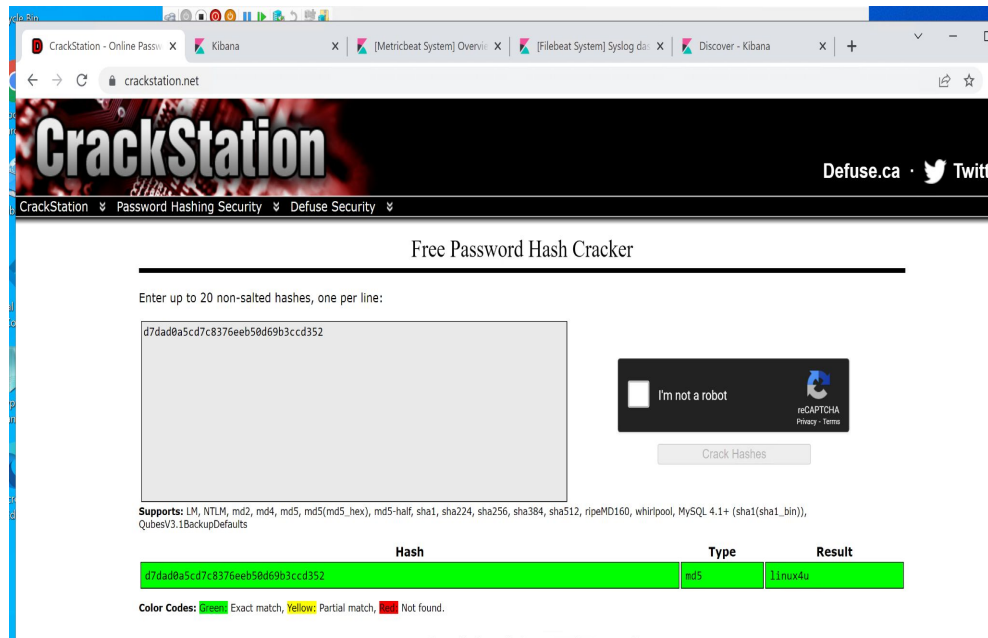 ycle Bin
CrackStation - Online Passw
Kibana
[Metricbeat System] Overvie
[Filebeat System] Syslog das
Discover - Kibana
crackstation.net
CrackStation
Defuse.ca · Twitt
CrackStation Password Hashing Security Defuse Security
Free Password Hash Cracker
Enter up to 20 non-salted hashes, one per line:
d7dad0a5cd7c8376eeb50d69b3ccd352
I'm not a robot
reCAPTCHA
Privacy - Terms
Crack Hashes
Supports: LM, NTLM, md2, md4, md5, md5(md5_hex), md5-half, sha1, sha224, sha256, sha384, sha512, ripeMD160, whirlpool, MySQL 4.1+ (sha1(sha1_bin)),
QubesV3.1BackupDefaults
Hash Type Result
d7dad0a5cd7c8376eeb50d69b3ccd352 md5 linux4u
Color Codes: Green: Exact match, Yellow: Partial match, Red: Not found.